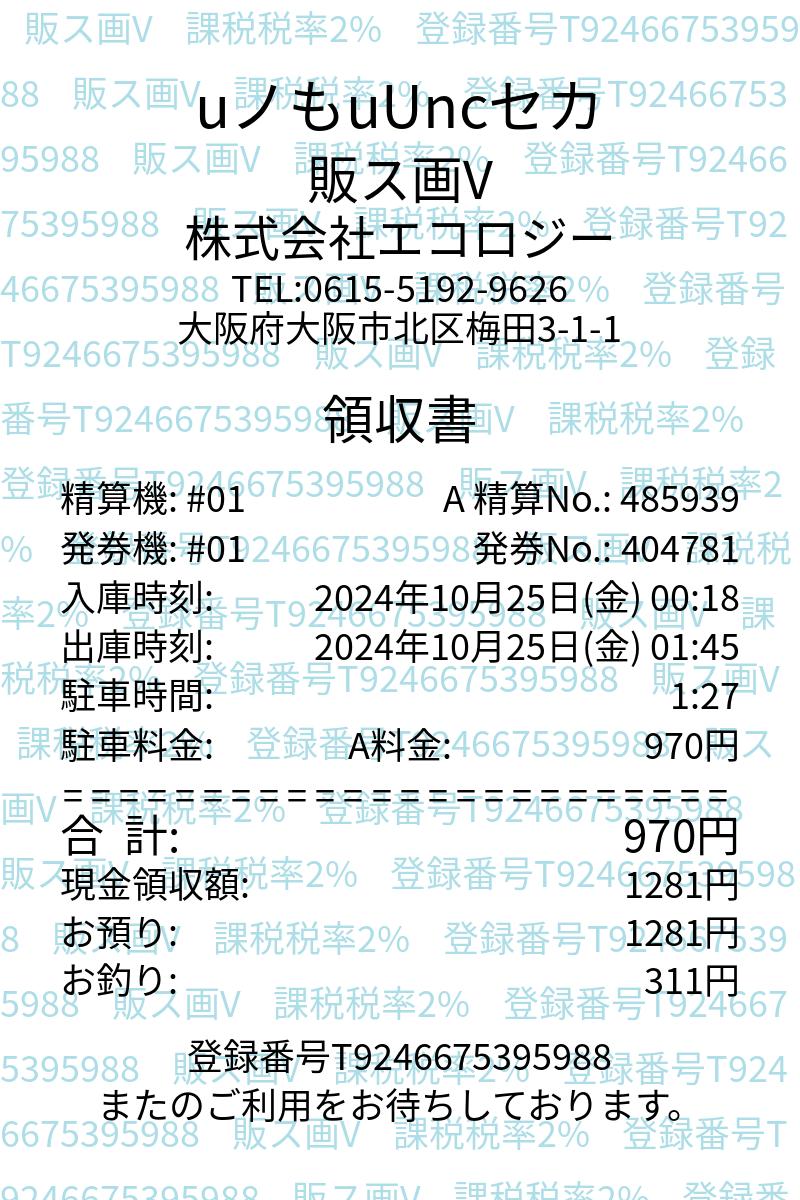 uノもuUncセカ
販ス画V
株式会社エコロジー
TEL:0615-5192-9626
大阪府大阪市北区梅田3-1-1
領収書
精算機: #01 A 精算No.: 485939
発券機: #01 発券No.: 404781
入庫時刻: 2024年10月25日(金) 00:18
出庫時刻: 2024年10月25日(金) 01:45
駐車時間: 1:27
駐車料金: A料金: 970円
========================
合 計: 970円
現金領収額: 1281円
お預り: 1281円
お釣り: 311円
登録番号T9246675395988
またのご利用をお待ちしております。